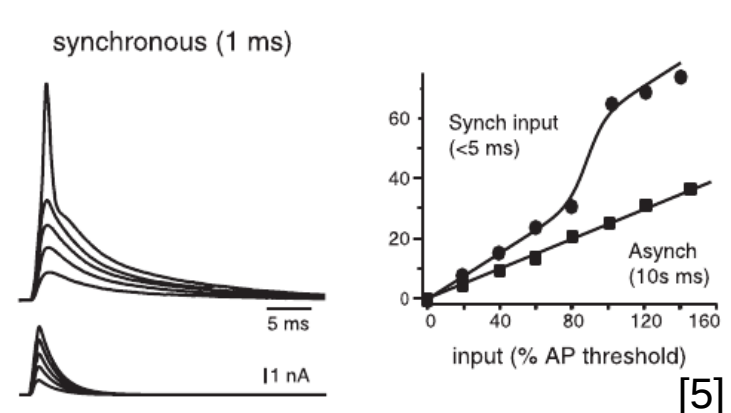 synchronous (1 ms)
5 ms
1 nA
60
40
20
0
Synch input
(<5 ms)
Asynch
(10s ms)
0 40 80 120 160
input (% AP threshold)
[5]